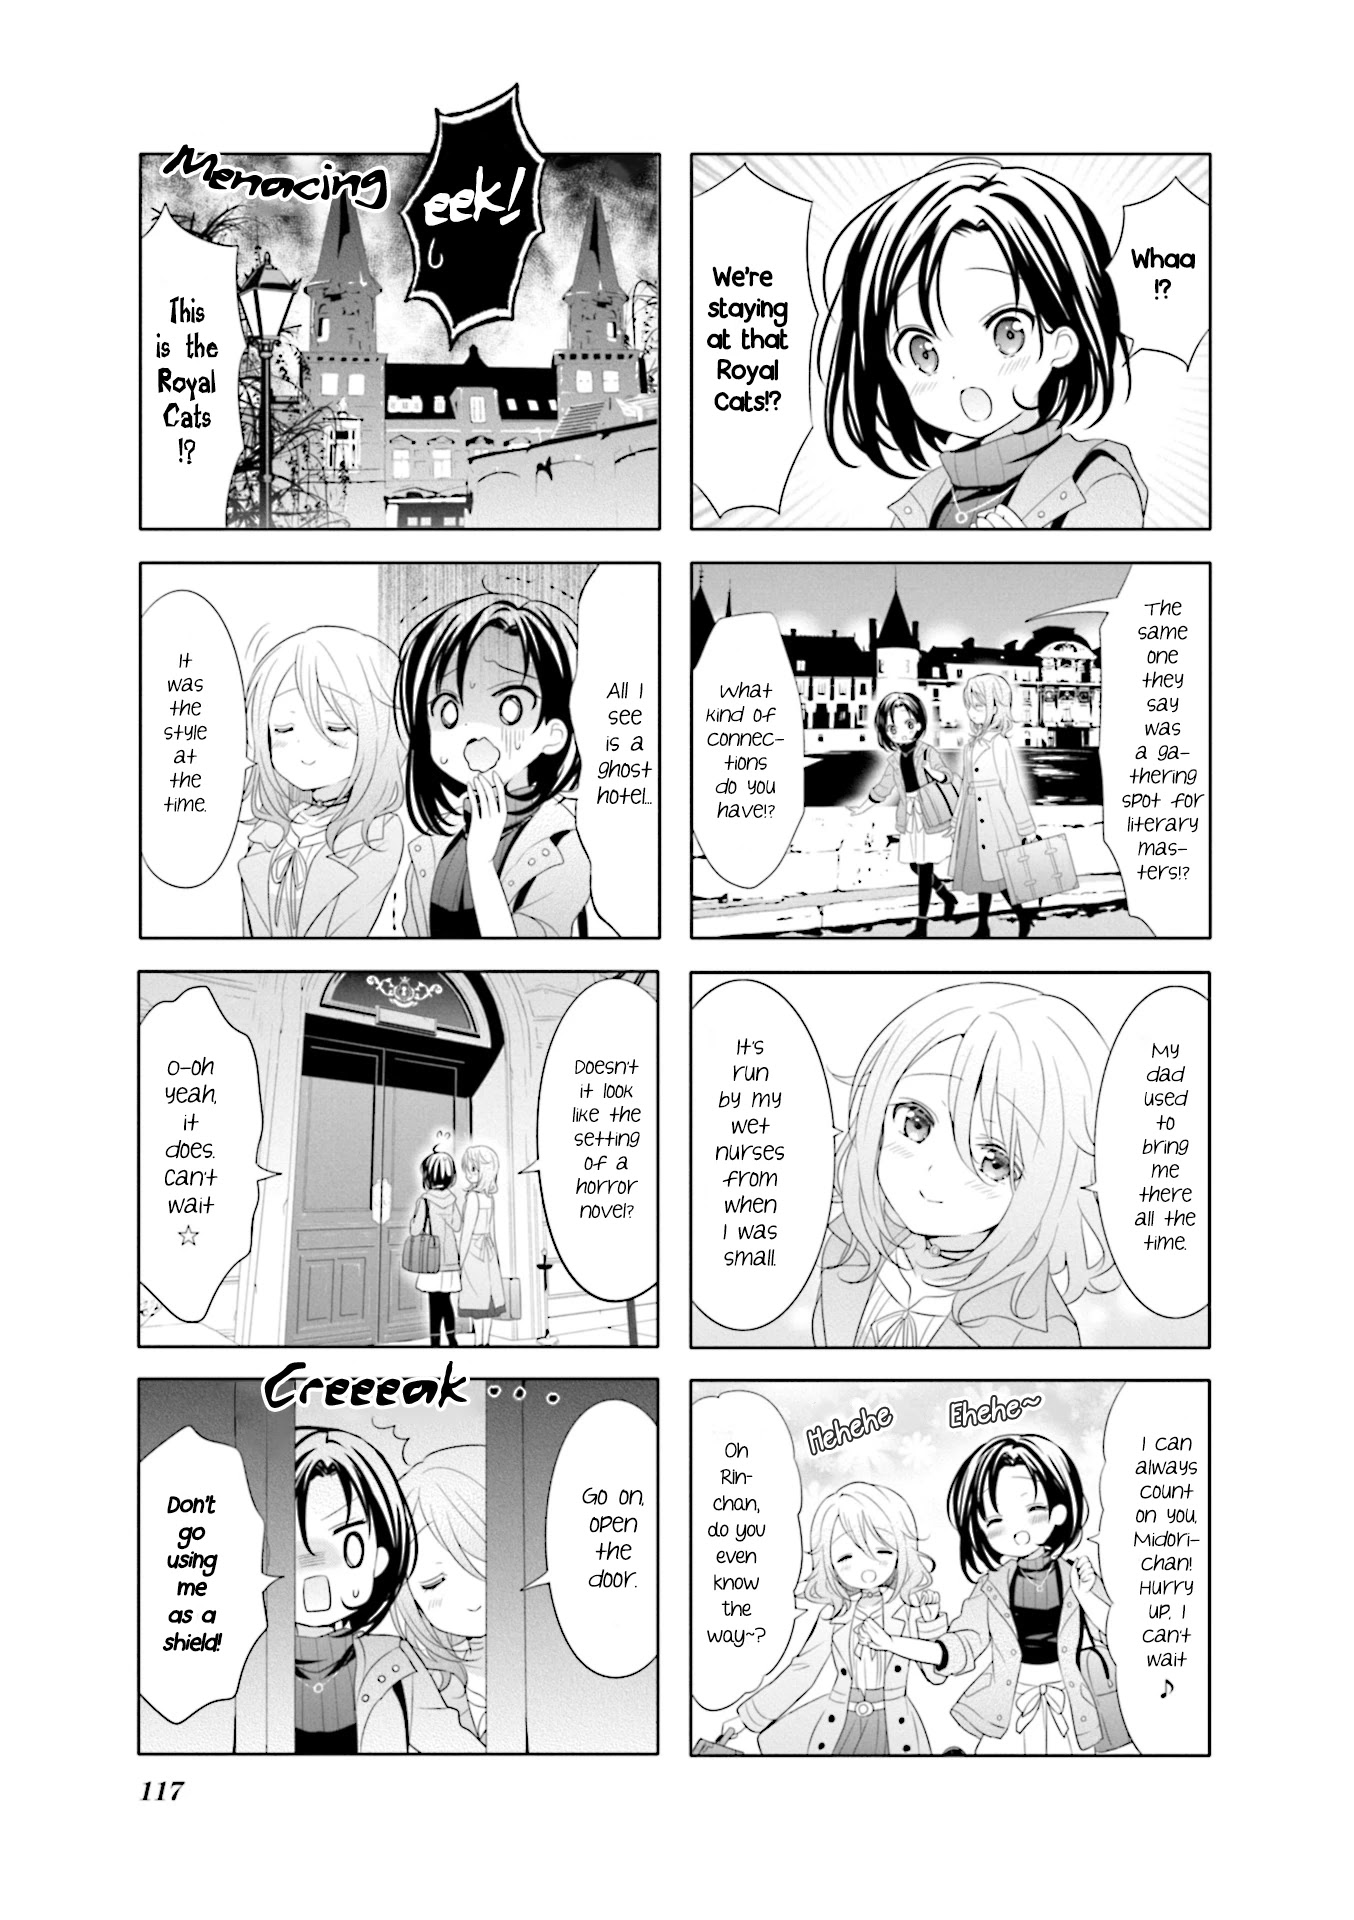 Whaa
!?
We're
staying
at that
Royal
Cats!?
The
same
one
they
say
was
a ga-
thering
spot for
literary
mas-
ters!?
What
kind of
connec-
tions
do you
have!?
My
dad
used
to
bring
me
there
all the
time.
It's
run
by my
wet
nurses
from
when
I was
small.
I can
always
count
on you,
Midori-
chan!
Hurry
up, I
can't
wait
♪
Ehehe~
Hehehe
Oh
Rin-
chan,
do you
even
know
the
way~?
eek!
Menacing
This
is the
Royal
Cats
!?
All I
see
is a
ghost
hotel...
It
was
the
style
at
the
time.
Doesn't
it look
like the
setting
of a
horror
novel?
O-oh
yeah,
it
does.
Can't
wait
☆
Creeeak...
Go on,
open
the
door.
Don't
go
using
me
as a
shield!
117